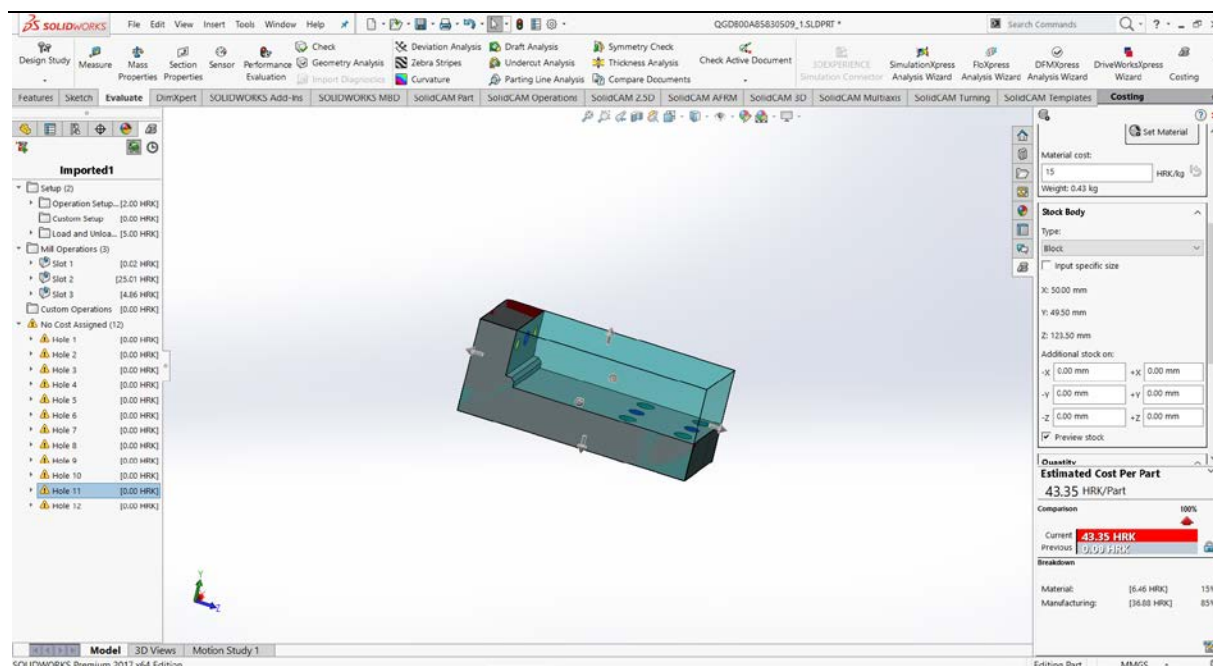 SOLIDWORKS File Edit View Insert Tools Window Help QGD800A85830509_1.SLDPRT * Search Commands
Design Study
Measure
Mass Properties
Section Properties
Sensor
Performance Evaluation
Check
Geometry Analysis
Import Diagnostics
Deviation Analysis
Zebra Stripes
Curvature
Draft Analysis
Undercut Analysis
Parting Line Analysis
Symmetry Check
Thickness Analysis
Compare Documents
Check Active Document
3DEXPERIENCE Simulation Connector
SimulationXpress Analysis Wizard
FloXpress Analysis Wizard
DFMXpress Analysis Wizard
DriveWorksXpress Wizard
Costing
Features Sketch Evaluate DimXpert SOLIDWORKS Add-Ins SOLIDWORKS MBD SolidCAM Part SolidCAM Operations SolidCAM 2.5D SolidCAM AFRM SolidCAM 3D SolidCAM Multiaxis SolidCAM Turning SolidCAM Templates Costing
Imported1
Setup (2)
Operation Setup... [2.00 HRK]
Custom Setup [0.00 HRK]
Load and Unloa... [5.00 HRK]
Mill Operations (3)
Slot 1 [0.02 HRK]
Slot 2 [25.01 HRK]
Slot 3 [4.86 HRK]
Custom Operations [0.00 HRK]
No Cost Assigned (12)
Hole 1 [0.00 HRK]
Hole 2 [0.00 HRK]
Hole 3 [0.00 HRK]
Hole 4 [0.00 HRK]
Hole 5 [0.00 HRK]
Hole 6 [0.00 HRK]
Hole 7 [0.00 HRK]
Hole 8 [0.00 HRK]
Hole 9 [0.00 HRK]
Hole 10 [0.00 HRK]
Hole 11 [0.00 HRK]
Hole 12 [0.00 HRK]
Y
Z
Set Material
Material cost:
15 HRK/kg
Weight: 0.43 kg
Stock Body
Type:
Block
Input specific size
X: 50.00 mm
Y: 49.50 mm
Z: 123.50 mm
Additional stock on:
-X 0.00 mm +X 0.00 mm
-Y 0.00 mm +Y 0.00 mm
-Z 0.00 mm +Z 0.00 mm
Preview stock
Quantity
Estimated Cost Per Part
43.35 HRK/Part
Comparison 100%
Current 43.35 HRK
Previous 0.00 HRK
Breakdown
Material: [6.46 HRK] 15%
Manufacturing: [36.88 HRK] 85%
Model 3D Views Motion Study 1
SOLIDWORKS Premium 2017 x64 Edition Editing Part MMGS